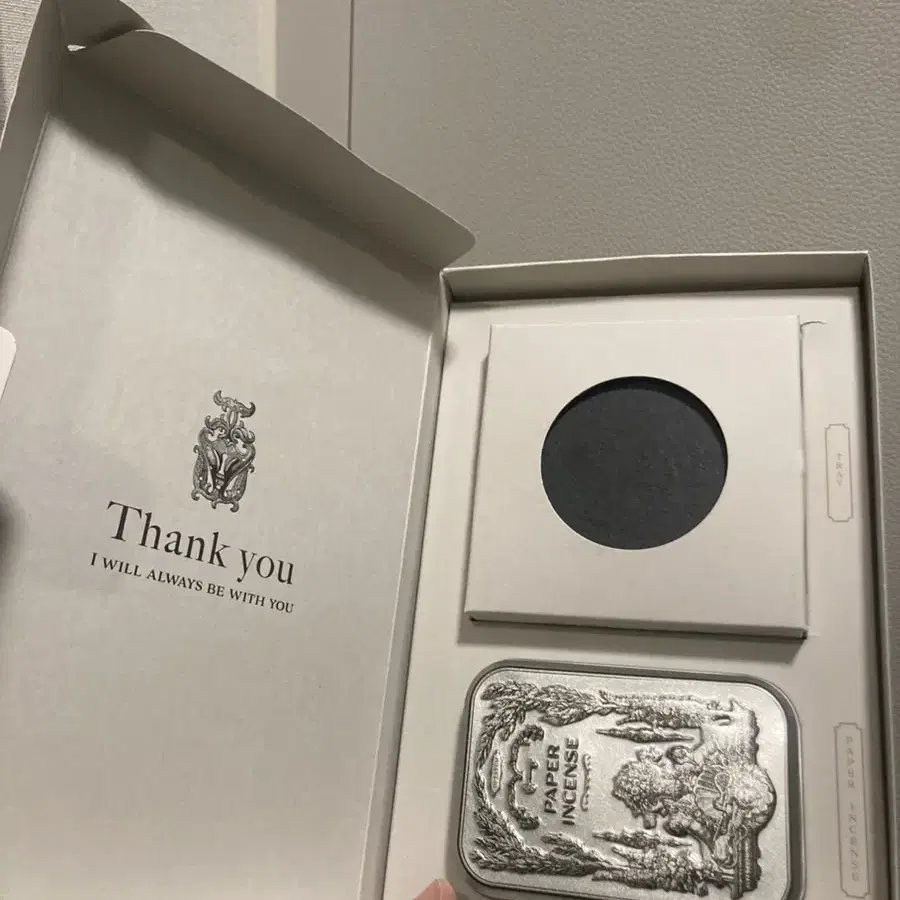 Thank you
I WILL ALWAYS BE WITH YOU
TRAY
PAPER
INCENSE
PAPER INCENSE